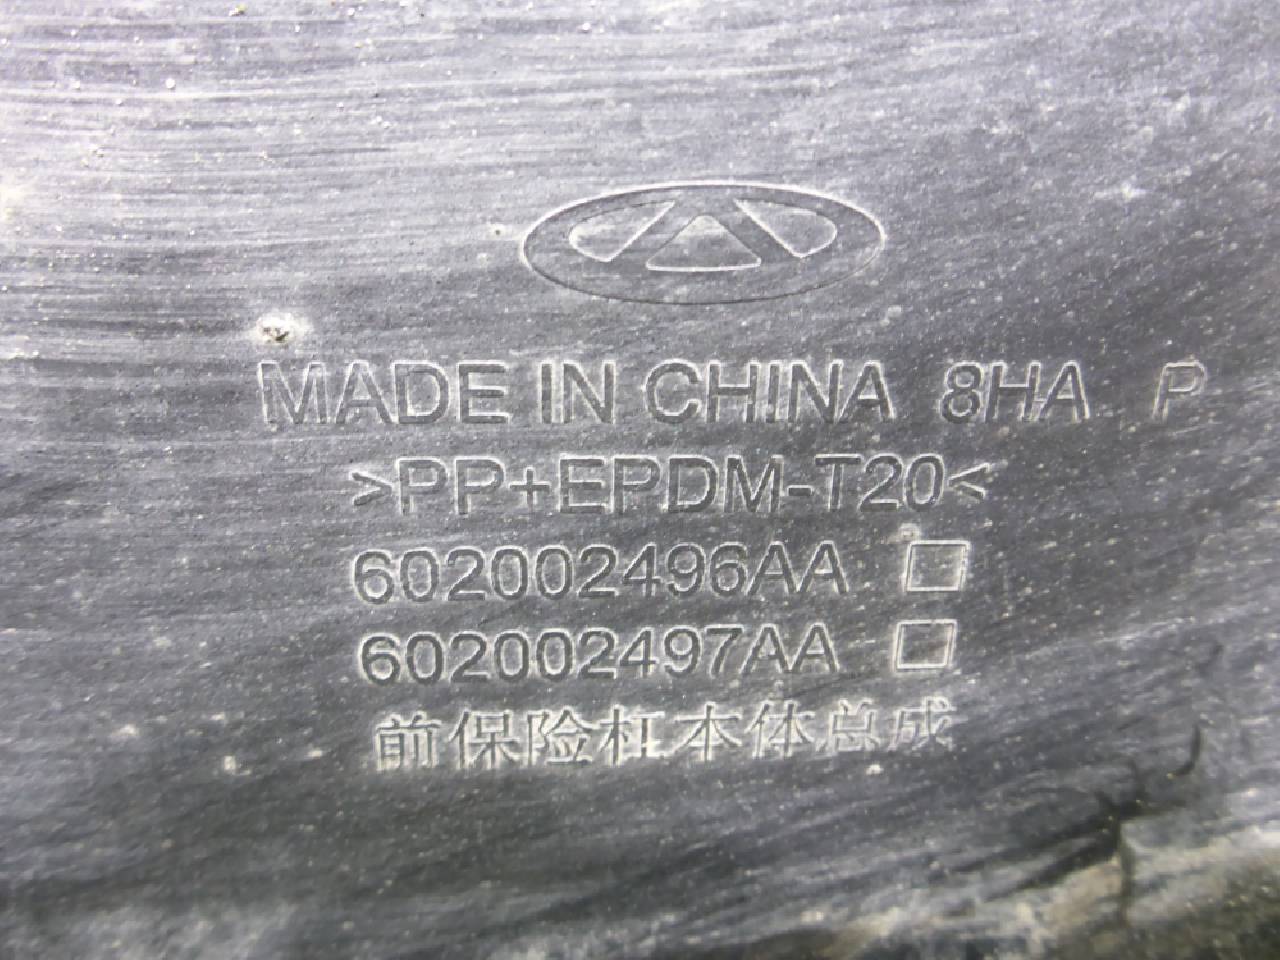 MADE IN CHINA 8HA P
>PP+EPDM-T20<
602002496AA □
602002497AA □
前保险杠本体总成